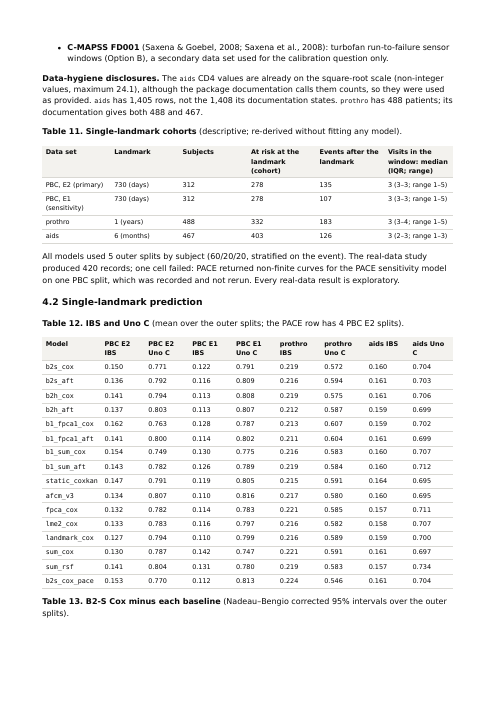 • C-MAPSS FD001 (Saxena & Goebel, 2008; Saxena et al., 2008): turbofan run-to-failure sensor
windows (Option B), a secondary data set used for the calibration question only.
Data-hygiene disclosures. The aids CD4 values are already on the square-root scale (non-integer
values, maximum 24.1), although the package documentation calls them counts, so they were used
as provided. aids has 1,405 rows, not the 1,408 its documentation states. prothro has 488 patients; its
documentation gives both 488 and 467.
Table 11. Single-landmark cohorts (descriptive; re-derived without fitting any model).
Data set Landmark Subjects At risk at the landmark (cohort) Events after the landmark Visits in the window: median (IQR; range)
PBC, E2 (primary) 730 (days) 312 278 135 3 (3–3; range 1–5)
PBC, E1 (sensitivity) 730 (days) 312 278 107 3 (3–3; range 1–5)
prothro 1 (years) 488 332 183 3 (3–4; range 1–5)
aids 6 (months) 467 403 126 3 (2–3; range 1–3)
All models used 5 outer splits by subject (60/20/20, stratified on the event). The real-data study
produced 420 records; one cell failed: PACE returned non-finite curves for the PACE sensitivity model
on one PBC split, which was recorded and not rerun. Every real-data result is exploratory.
4.2 Single-landmark prediction
Table 12. IBS and Uno C (mean over the outer splits; the PACE row has 4 PBC E2 splits).
Model PBC E2 IBS PBC E2 Uno C PBC E1 IBS PBC E1 Uno C prothro IBS prothro Uno C aids IBS aids Uno C
b2s_cox 0.150 0.771 0.122 0.791 0.219 0.572 0.160 0.704
b2s_aft 0.136 0.792 0.116 0.809 0.216 0.594 0.161 0.703
b2h_cox 0.141 0.794 0.113 0.808 0.219 0.575 0.161 0.706
b2h_aft 0.137 0.803 0.113 0.807 0.212 0.587 0.159 0.699
b1_fpca1_cox 0.162 0.763 0.128 0.787 0.213 0.607 0.159 0.702
b1_fpca1_aft 0.141 0.800 0.114 0.802 0.211 0.604 0.161 0.699
b1_sum_cox 0.154 0.749 0.130 0.775 0.216 0.583 0.160 0.707
b1_sum_aft 0.143 0.782 0.126 0.789 0.219 0.584 0.160 0.712
static_coxkan 0.147 0.791 0.119 0.805 0.215 0.591 0.164 0.695
afcm_v3 0.134 0.807 0.110 0.816 0.217 0.580 0.160 0.695
fpca_cox 0.132 0.782 0.114 0.783 0.221 0.585 0.157 0.711
lme2_cox 0.133 0.783 0.116 0.797 0.216 0.582 0.158 0.707
landmark_cox 0.127 0.794 0.110 0.799 0.216 0.589 0.159 0.700
sum_cox 0.130 0.787 0.142 0.747 0.221 0.591 0.161 0.697
sum_rsf 0.141 0.804 0.131 0.780 0.219 0.583 0.157 0.734
b2s_cox_pace 0.153 0.770 0.112 0.813 0.224 0.546 0.161 0.704
Table 13. B2-S Cox minus each baseline (Nadeau–Bengio corrected 95% intervals over the outer
splits).